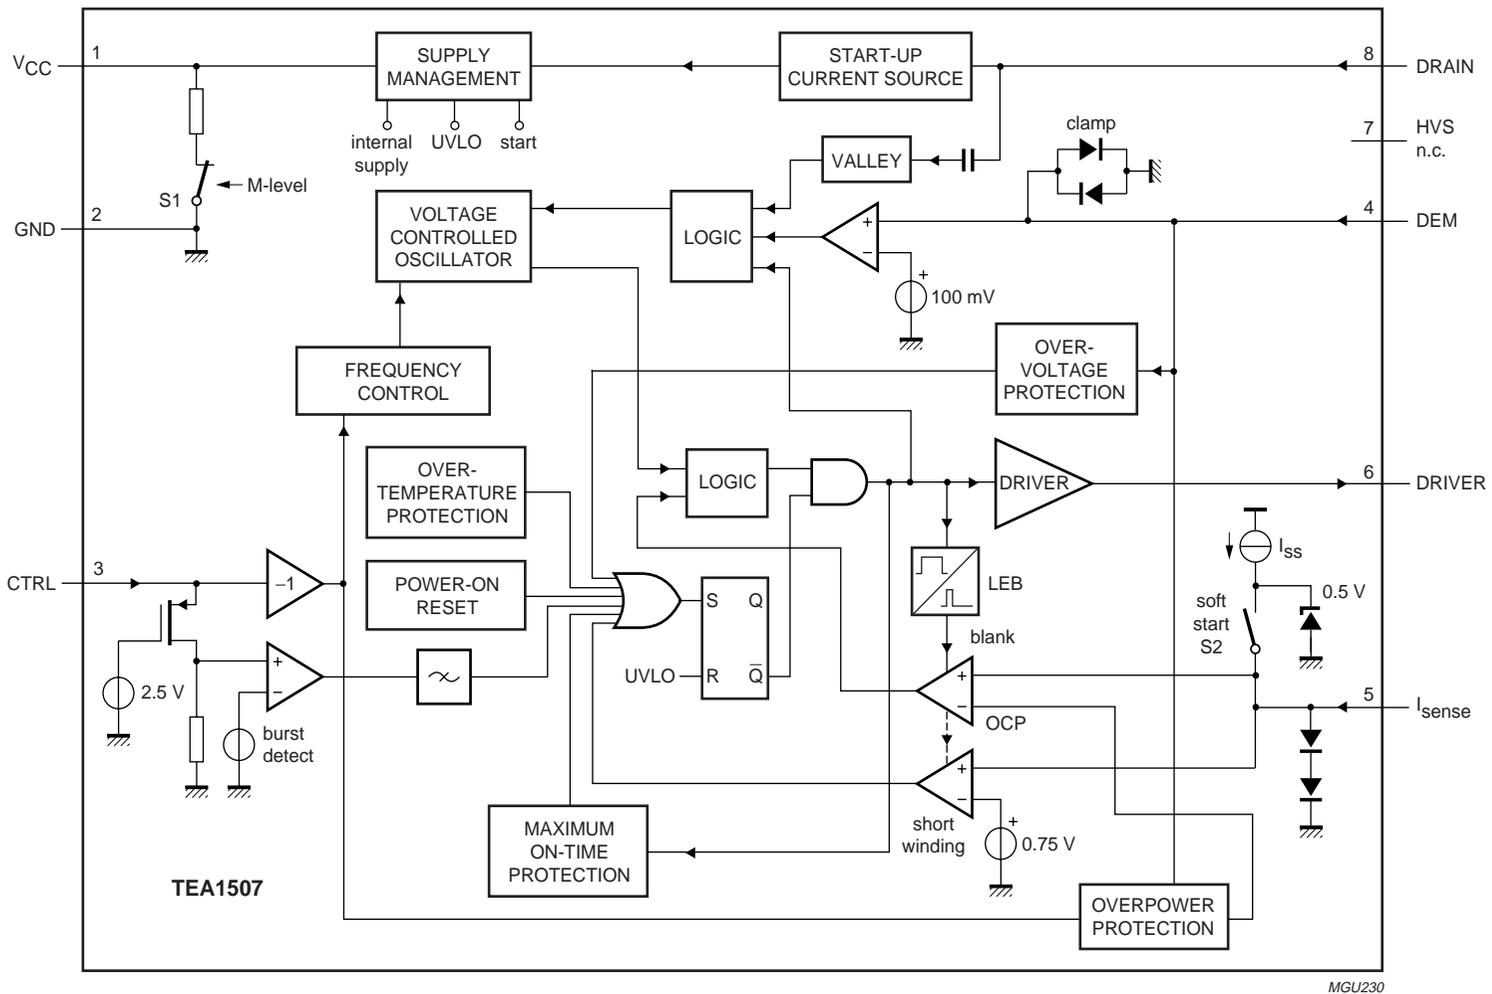 1
VCC
SUPPLY
MANAGEMENT
START-UP
CURRENT SOURCE
8
DRAIN
internal
supply
UVLO
start
clamp
7
HVS
n.c.
VALLEY
S1
M-level
2
GND
VOLTAGE
CONTROLLED
OSCILLATOR
LOGIC
+
−
4
DEM
+
100 mV
FREQUENCY
CONTROL
OVER-
VOLTAGE
PROTECTION
OVER-
TEMPERATURE
PROTECTION
LOGIC
DRIVER
6
DRIVER
Iss
3
CTRL
−1
POWER-ON
RESET
S
Q
LEB
0.5 V
soft
start
S2
blank
2.5 V
+
−
burst
detect
UVLO
R
Q̅
+
−
OCP
5
Isense
+
−
short
winding
+
0.75 V
MAXIMUM
ON-TIME
PROTECTION
TEA1507
OVERPOWER
PROTECTION
MGU230